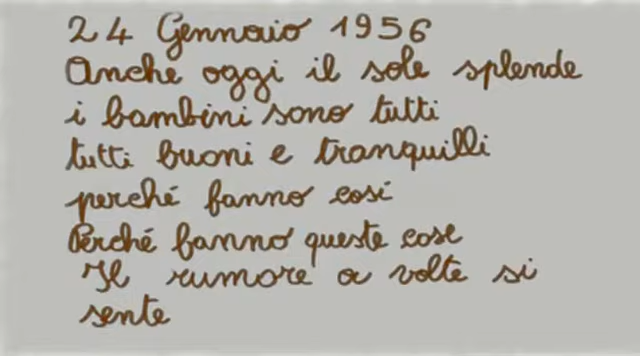 24 Gennaio 1956
Anche oggi il sole splende
i bambini sono tutti
tutti buoni e tranquilli
perché fanno cosí
Perché fanno queste cose
Il rumore a volte si
sente